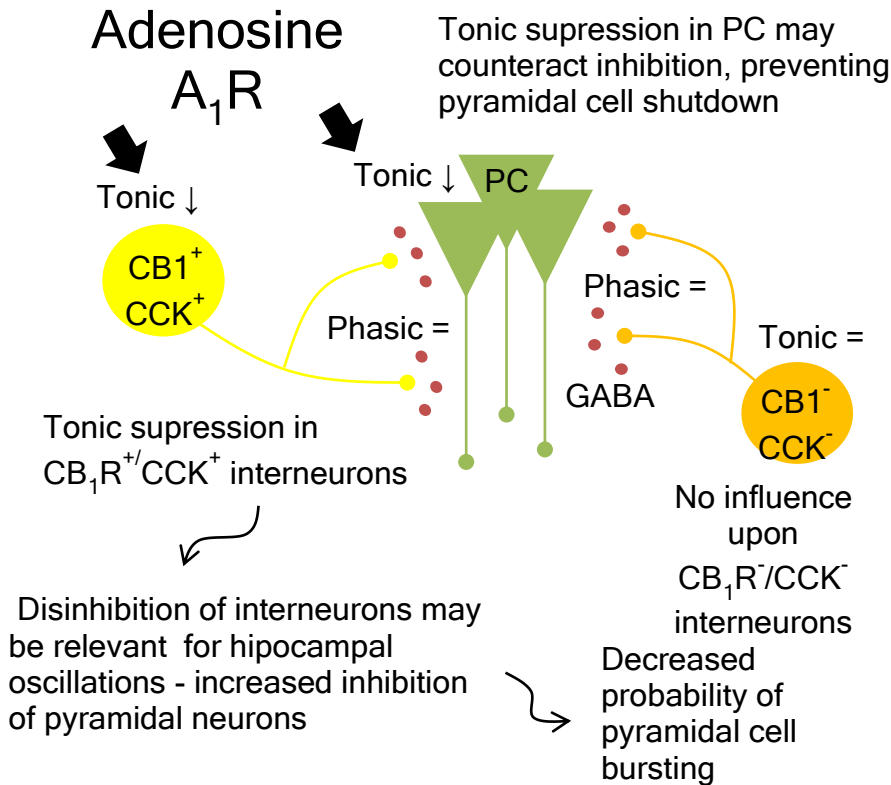 Adenosine
A₁R
Tonic supression in PC may
counteract inhibition, preventing
pyramidal cell shutdown
Tonic ↓
Tonic ↓
PC
CB1⁺
CCK⁺
Phasic =
Phasic =
Tonic =
GABA
CB1⁻
CCK⁻
Tonic supression in
CB₁R⁺/CCK⁺ interneurons
No influence
upon
CB₁R⁻/CCK⁻
interneurons
Disinhibition of interneurons may
be relevant for hipocampal
oscillations - increased inhibition
of pyramidal neurons
Decreased
probability of
pyramidal cell
bursting